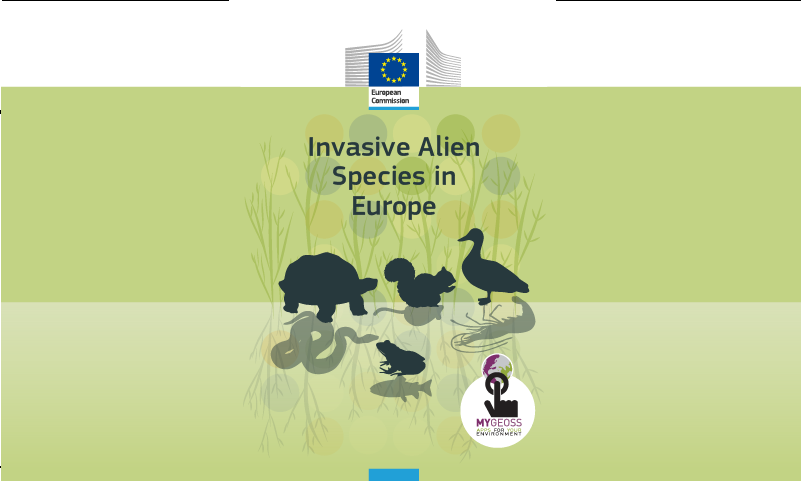 European
Commission
Invasive Alien
Species in
Europe
MYGEOSS
APPS FOR YOUR
ENVIRONMENT